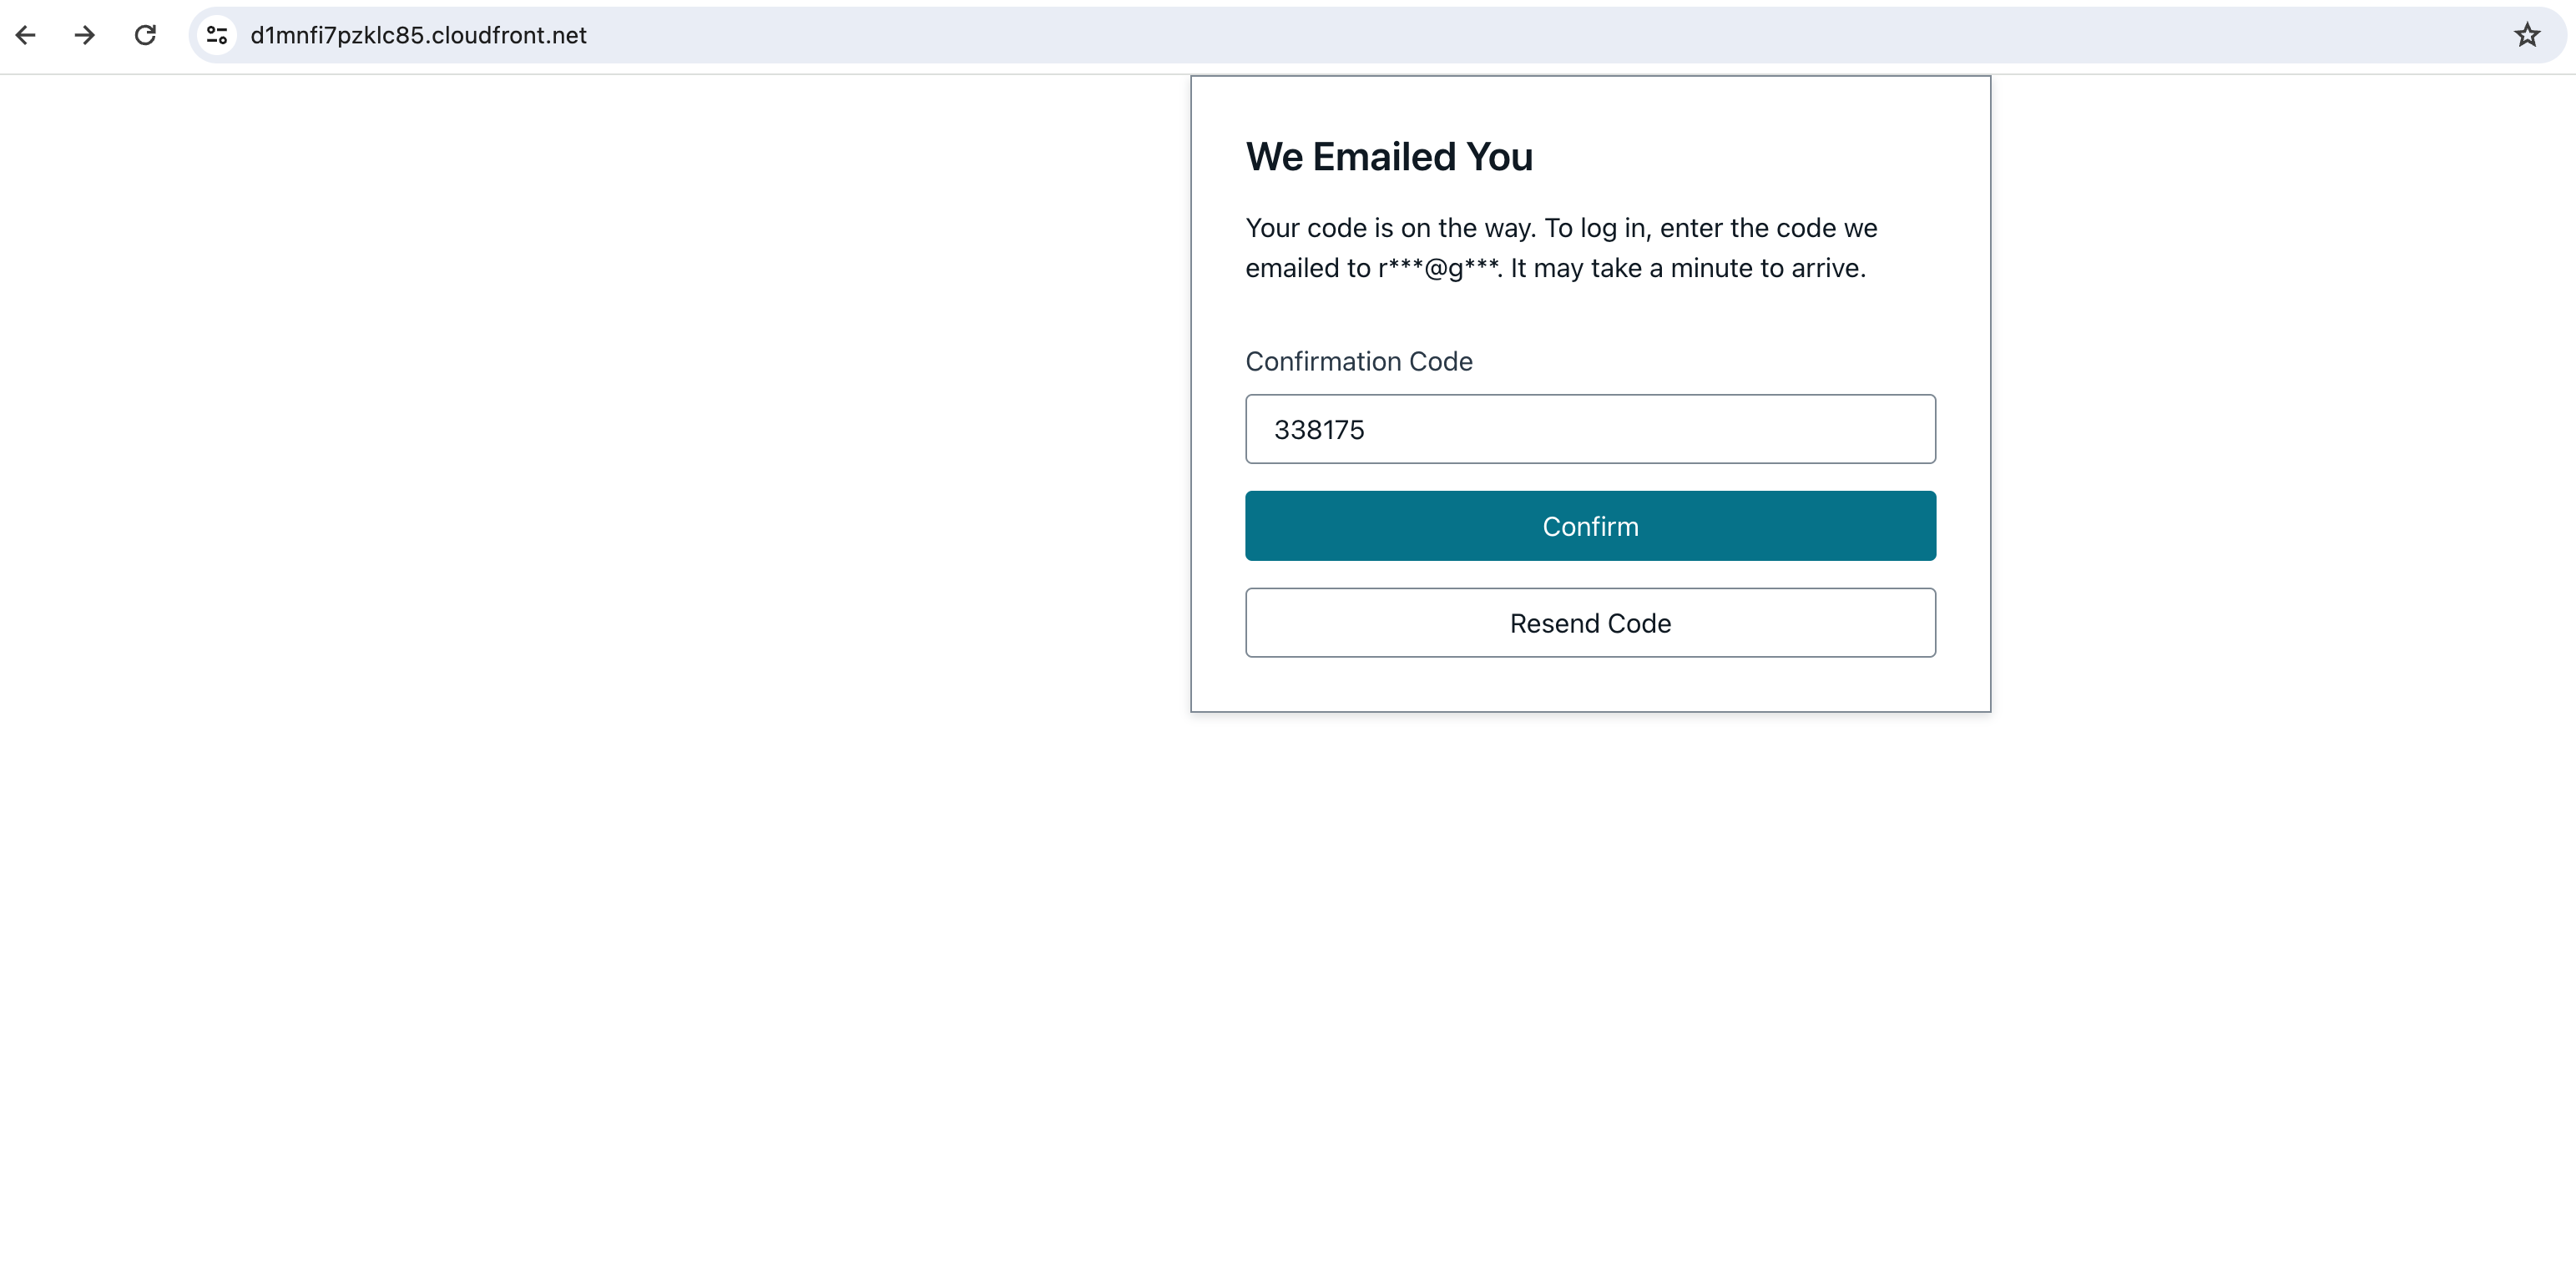 d1mnfi7pzklc85.cloudfront.net
We Emailed You
Your code is on the way. To log in, enter the code we
emailed to r***@g***. It may take a minute to arrive.
Confirmation Code
338175
Confirm
Resend Code